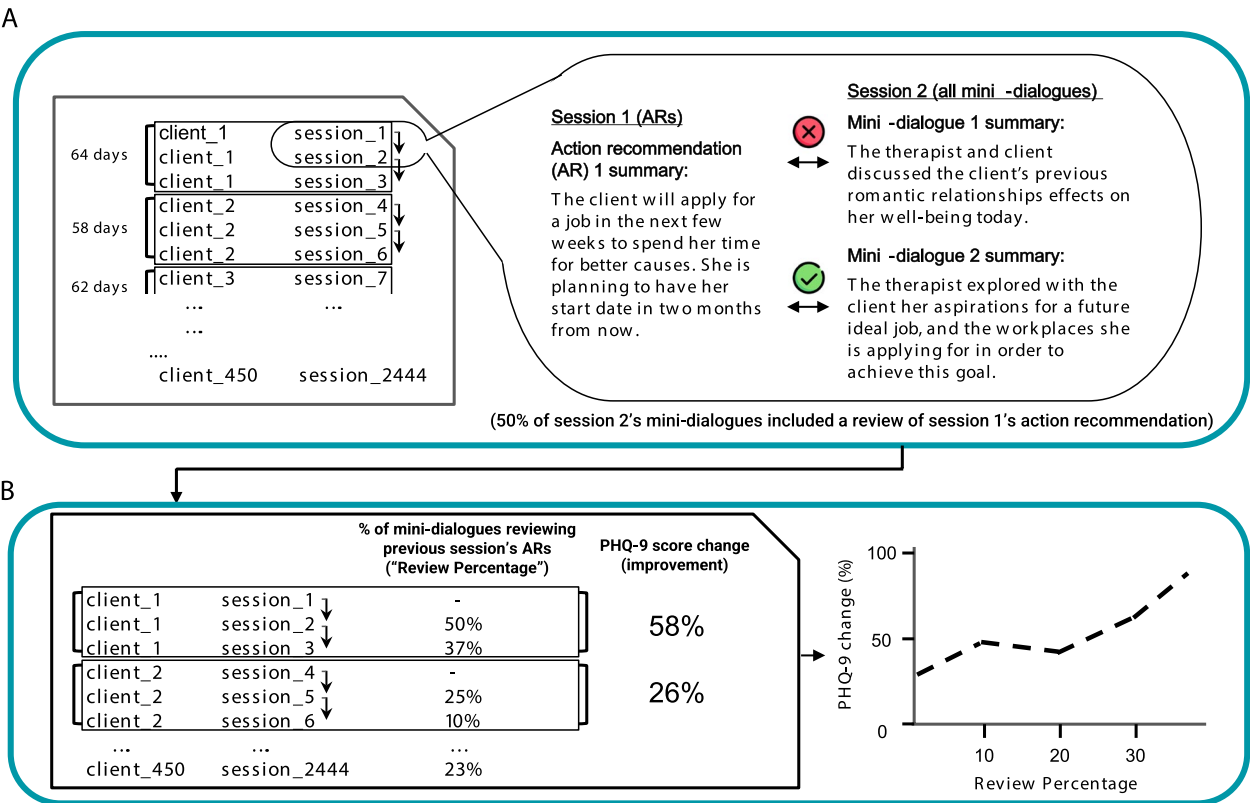 A
64 days
client_1 session_1
client_1 session_2
client_1 session_3
58 days
client_2 session_4
client_2 session_5
client_2 session_6
62 days
client_3 session_7
... ...
...
....
client_450 session_2444
Session 1 (ARs)
Action recommendation
(AR) 1 summary:
The client will apply for
a job in the next few
weeks to spend her time
for better causes. She is
planning to have her
start date in two months
from now.
Session 2 (all mini -dialogues)
Mini -dialogue 1 summary:
The therapist and client
discussed the client's previous
romantic relationships effects on
her well-being today.
Mini -dialogue 2 summary:
The therapist explored with the
client her aspirations for a future
ideal job, and the workplaces she
is applying for in order to
achieve this goal.
(50% of session 2's mini-dialogues included a review of session 1's action recommendation)
B
% of mini-dialogues reviewing
previous session's ARs
("Review Percentage")
PHQ-9 score change
(improvement)
client_1 session_1 -
client_1 session_2 50%
client_1 session_3 37%
58%
client_2 session_4 -
client_2 session_5 25%
client_2 session_6 10%
26%
... ... ...
client_450 session_2444 23%
PHQ-9 change (%)
100
50
0
10 20 30
Review Percentage